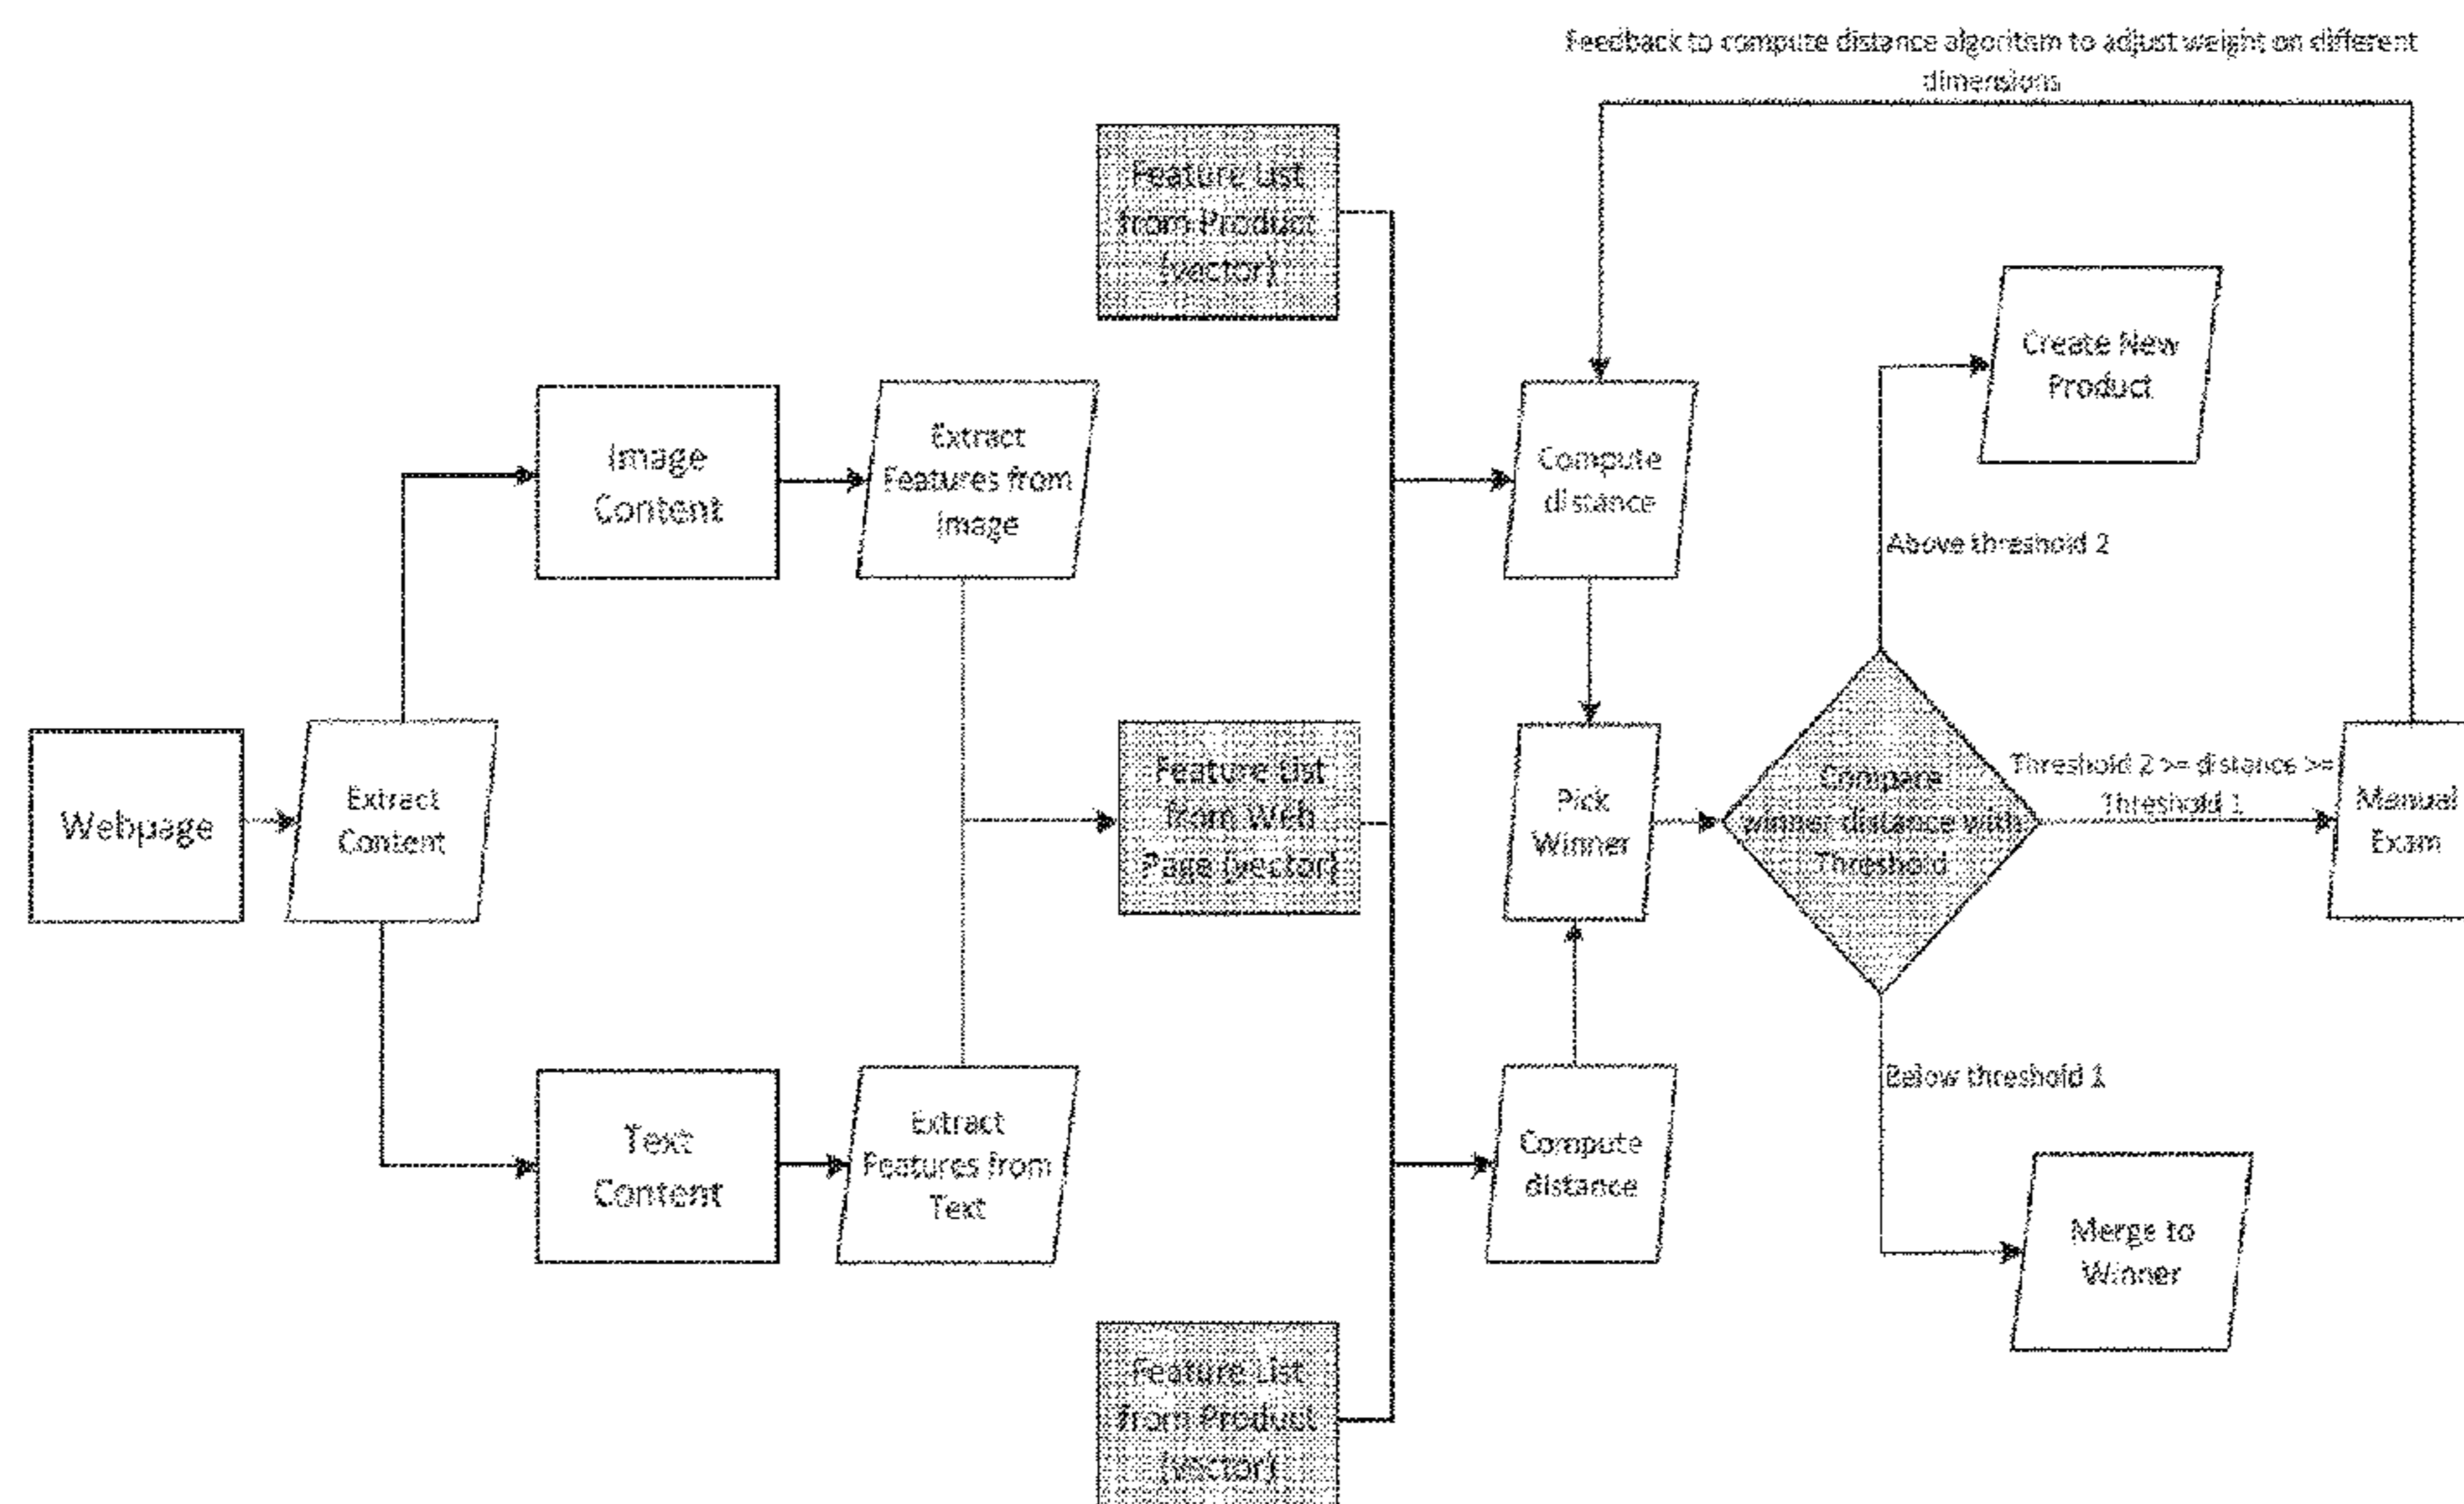 Feedback to compute distance algorithm to adjust weight on different
dimensions
Feature List
from Product
(vector)
Create New
Product
Image
Content
Extract
Features from
Image
Compute
distance
Above threshold 2
Webpage
Extract
Content
Feature List
from Web
Page (vector)
Pick
Winner
Compare
winner distance with
Threshold
Threshold 2 >= distance >=
Threshold 1
Manual
Exam
Below threshold 1
Text
Content
Extract
Features from
Text
Compute
distance
Merge to
Winner
Feature List
from Product
(vector)